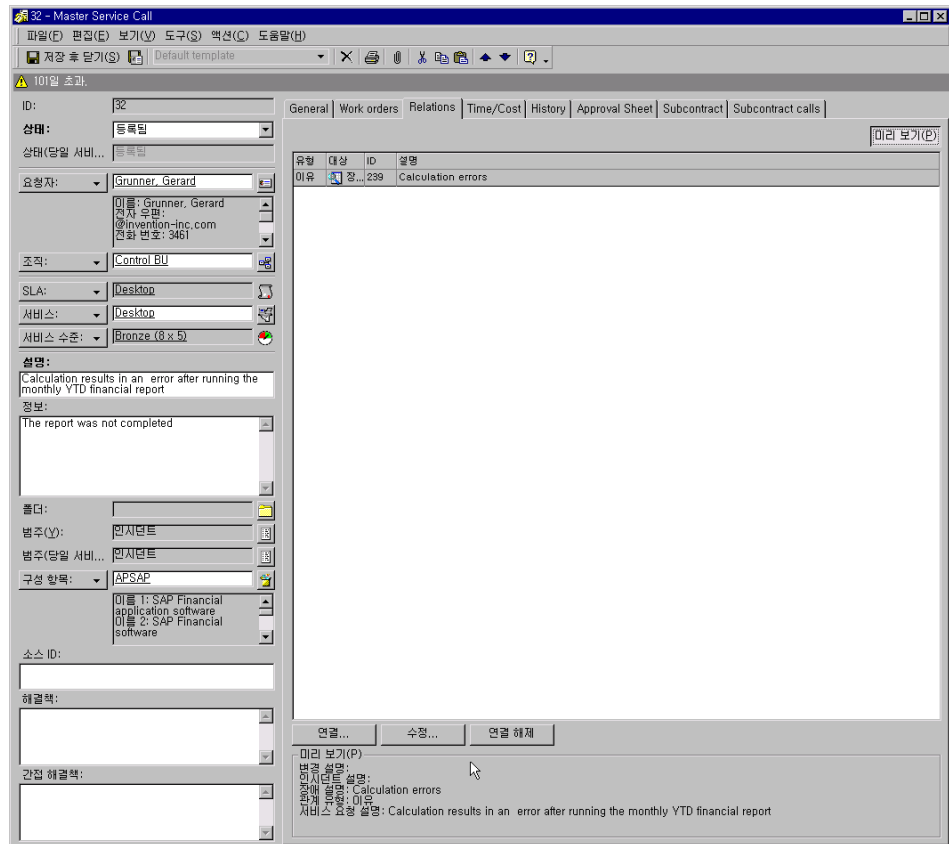 32 - Master Service Call
파일(F) 편집(E) 보기(V) 도구(S) 액션(C) 도움말(H)
저장 후 닫기(S) Default template
101일 초과.
ID: 32
상태: 등록됨
상태(당일 서비... 등록됨
요청자: Grunner, Gerard
이름: Grunner, Gerard
전자 우편:
@invention-inc.com
전화 번호: 3461
조직: Control BU
SLA: Desktop
서비스: Desktop
서비스 수준: Bronze (8 x 5)
설명:
Calculation results in an error after running the
monthly YTD financial report
정보:
The report was not completed
폴더:
범주(Y): 인시던트
범주(당일 서비... 인시던트
구성 항목: APSAP
이름 1: SAP Financial
application software
이름 2: SAP Financial
software
소스 ID:
해결책:
간접 해결책:
General Work orders Relations Time/Cost History Approval Sheet Subcontract Subcontract calls
미리 보기(P)
유형 대상 ID 설명
이유 장... 239 Calculation errors
연결... 수정... 연결 해제
미리 보기(P)
변경 설명:
인시던트 설명:
장애 설명: Calculation errors
관계 유형: 이유
서비스 요청 설명: Calculation results in an error after running the monthly YTD financial report